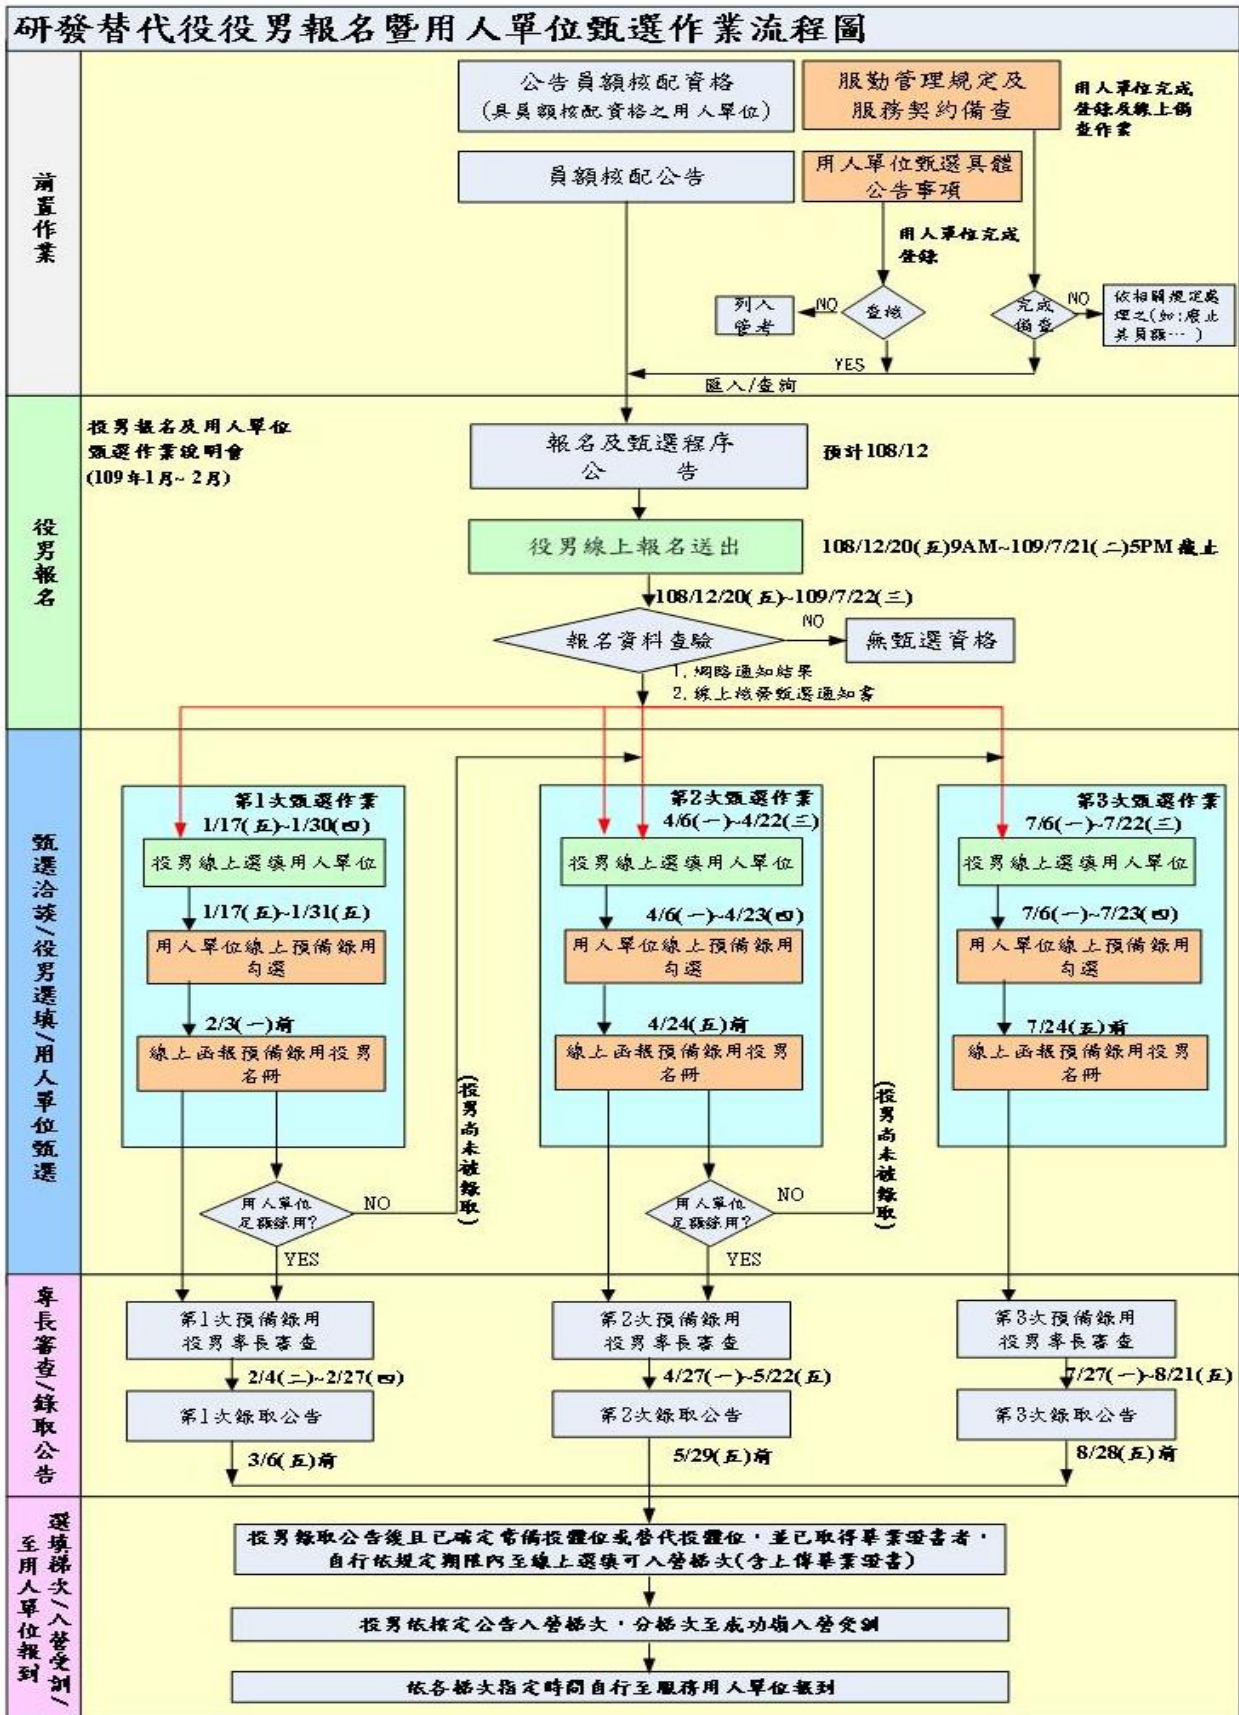 研發替代役役男報名暨用人單位甄選作業流程圖
前置作業
公告員額核配資格
(具員額核配資格之用人單位)
服勤管理規定及
服務契約備查
用人單位完成
登錄及線上備
查作業
員額核配公告
用人單位甄選具體
公告事項
用人單位完成
登錄
列入
管考
NO
查核
完成
備查
NO
依相關規定處
理之(如:廢止
其員額…)
YES
匯入/查詢
役男報名
役男報名及用人單位
甄選作業說明會
(109年1月~2月)
報名及甄選程序
公 告
預計108/12
役男線上報名送出
108/12/20(五)9AM~109/7/21(二)5PM 截止
108/12/20(五)~109/7/22(三)
報名資料查驗
NO
無甄選資格
1. 網路通知結果
2. 線上核發甄選通知書
甄選洽談/役男選填/用人單位甄選
第1次甄選作業
1/17(五)~1/30(四)
役男線上選填用人單位
1/17(五)~1/31(五)
用人單位線上預備錄用
勾選
2/3(一)前
線上函報預備錄用役男
名冊
用人單位
足額錄用?
NO
YES
(役男尚未被錄取)
第2次甄選作業
4/6(一)~4/22(三)
役男線上選填用人單位
4/6(一)~4/23(四)
用人單位線上預備錄用
勾選
4/24(五)前
線上函報預備錄用役男
名冊
用人單位
足額錄用?
NO
YES
(役男尚未被錄取)
第3次甄選作業
7/6(一)~7/22(三)
役男線上選填用人單位
7/6(一)~7/23(四)
用人單位線上預備錄用
勾選
7/24(五)前
線上函報預備錄用役男
名冊
專長審查/錄取公告
第1次預備錄用
役男專長審查
2/4(二)~2/27(四)
第1次錄取公告
3/6(五)前
第2次預備錄用
役男專長審查
4/27(一)~5/22(五)
第2次錄取公告
5/29(五)前
第3次預備錄用
役男專長審查
7/27(一)~8/21(五)
第3次錄取公告
8/28(五)前
選填梯次/入營受訓/
至用人單位報到
役男錄取公告後且已確定常備役體位或替代役體位，並已取得畢業證書者，
自行依規定期限內至線上選填可入營梯次(含上傳畢業證書)
役男依核定公告入營梯次，分梯次至成功嶺入營受訓
依各梯次指定時間自行至服務用人單位報到